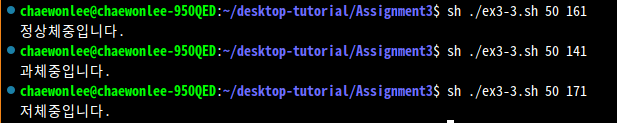 chaewonlee@chaewonlee-950QED:~/desktop-tutorial/Assignment3$ sh ./ex3-3.sh 50 161
정상체중입니다.
chaewonlee@chaewonlee-950QED:~/desktop-tutorial/Assignment3$ sh ./ex3-3.sh 50 141
과체중입니다.
chaewonlee@chaewonlee-950QED:~/desktop-tutorial/Assignment3$ sh ./ex3-3.sh 50 171
저체중입니다.